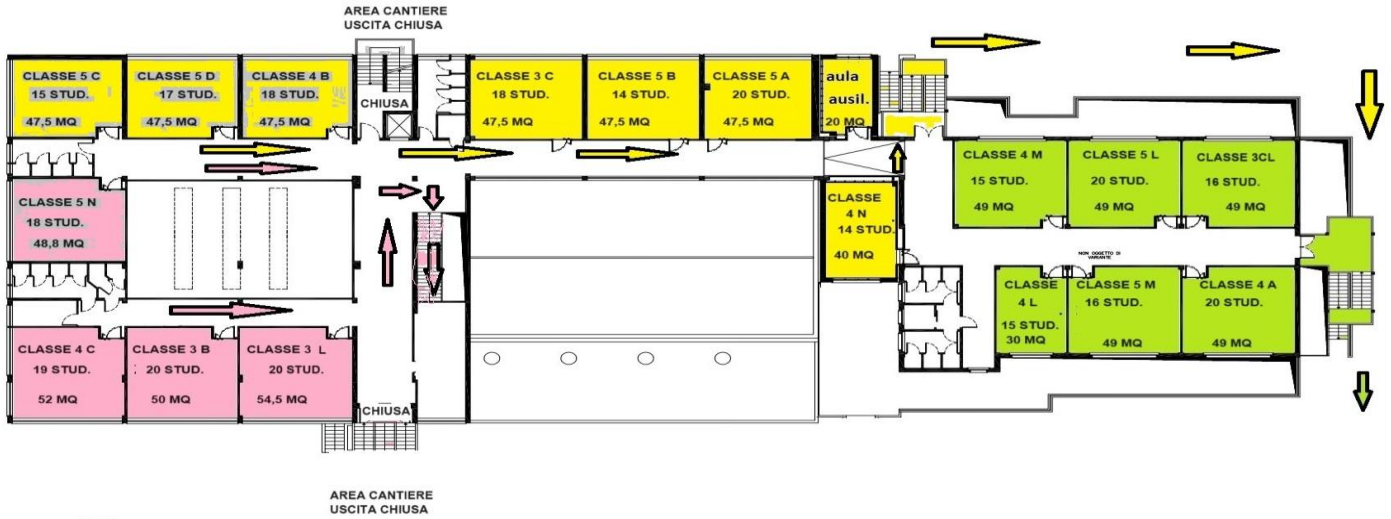 AREA CANTIERE
USCITA CHIUSA
CLASSE 5 C
15 STUD.
47,5 MQ
CLASSE 5 D
17 STUD.
47,5 MQ
CLASSE 4 B
18 STUD.
47,5 MQ
CHIUSA
CLASSE 3 C
18 STUD.
47,5 MQ
CLASSE 5 B
14 STUD.
47,5 MQ
CLASSE 5 A
20 STUD.
47,5 MQ
aula
ausil.
20 MQ
CLASSE 4 M
15 STUD.
49 MQ
CLASSE 5 L
20 STUD.
49 MQ
CLASSE 3CL
16 STUD.
49 MQ
CLASSE 5 N
18 STUD.
48,8 MQ
CLASSE
4 N
14 STUD.
40 MQ
NON OGGETTO DI
VARIANTE
CLASSE
4 L
15 STUD.
30 MQ
CLASSE 5 M
16 STUD.
49 MQ
CLASSE 4 A
20 STUD.
49 MQ
CLASSE 4 C
19 STUD.
52 MQ
CLASSE 3 B
20 STUD.
50 MQ
CLASSE 3 L
20 STUD.
54,5 MQ
CHIUSA
AREA CANTIERE
USCITA CHIUSA